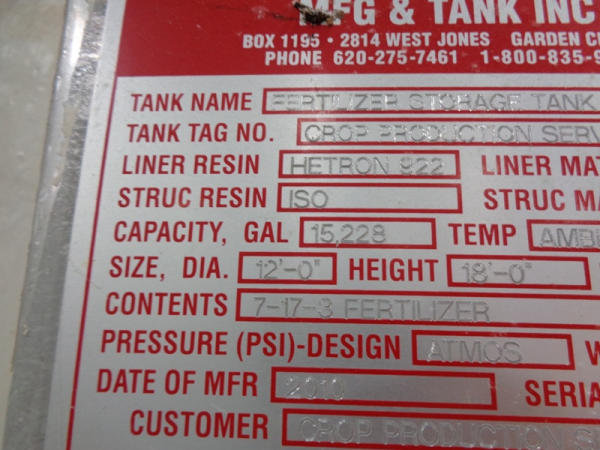 MFG & TANK INC
BOX 1195 • 2814 WEST JONES GARDEN
PHONE 620-275-7461 1-800-835-
TANK NAME FERTILIZER STORAGE TANK
TANK TAG NO. CROP PRODUCTION SERV
LINER RESIN HETRON 922 LINER MA
STRUC RESIN ISO STRUC MA
CAPACITY, GAL 15,228 TEMP AMB
SIZE, DIA. 12'-0" HEIGHT 18'-0"
CONTENTS 7-17-3 FERTILIZER
PRESSURE (PSI)-DESIGN ATMOS W
DATE OF MFR 2010 SERIA
CUSTOMER CROP PRODUCTION S